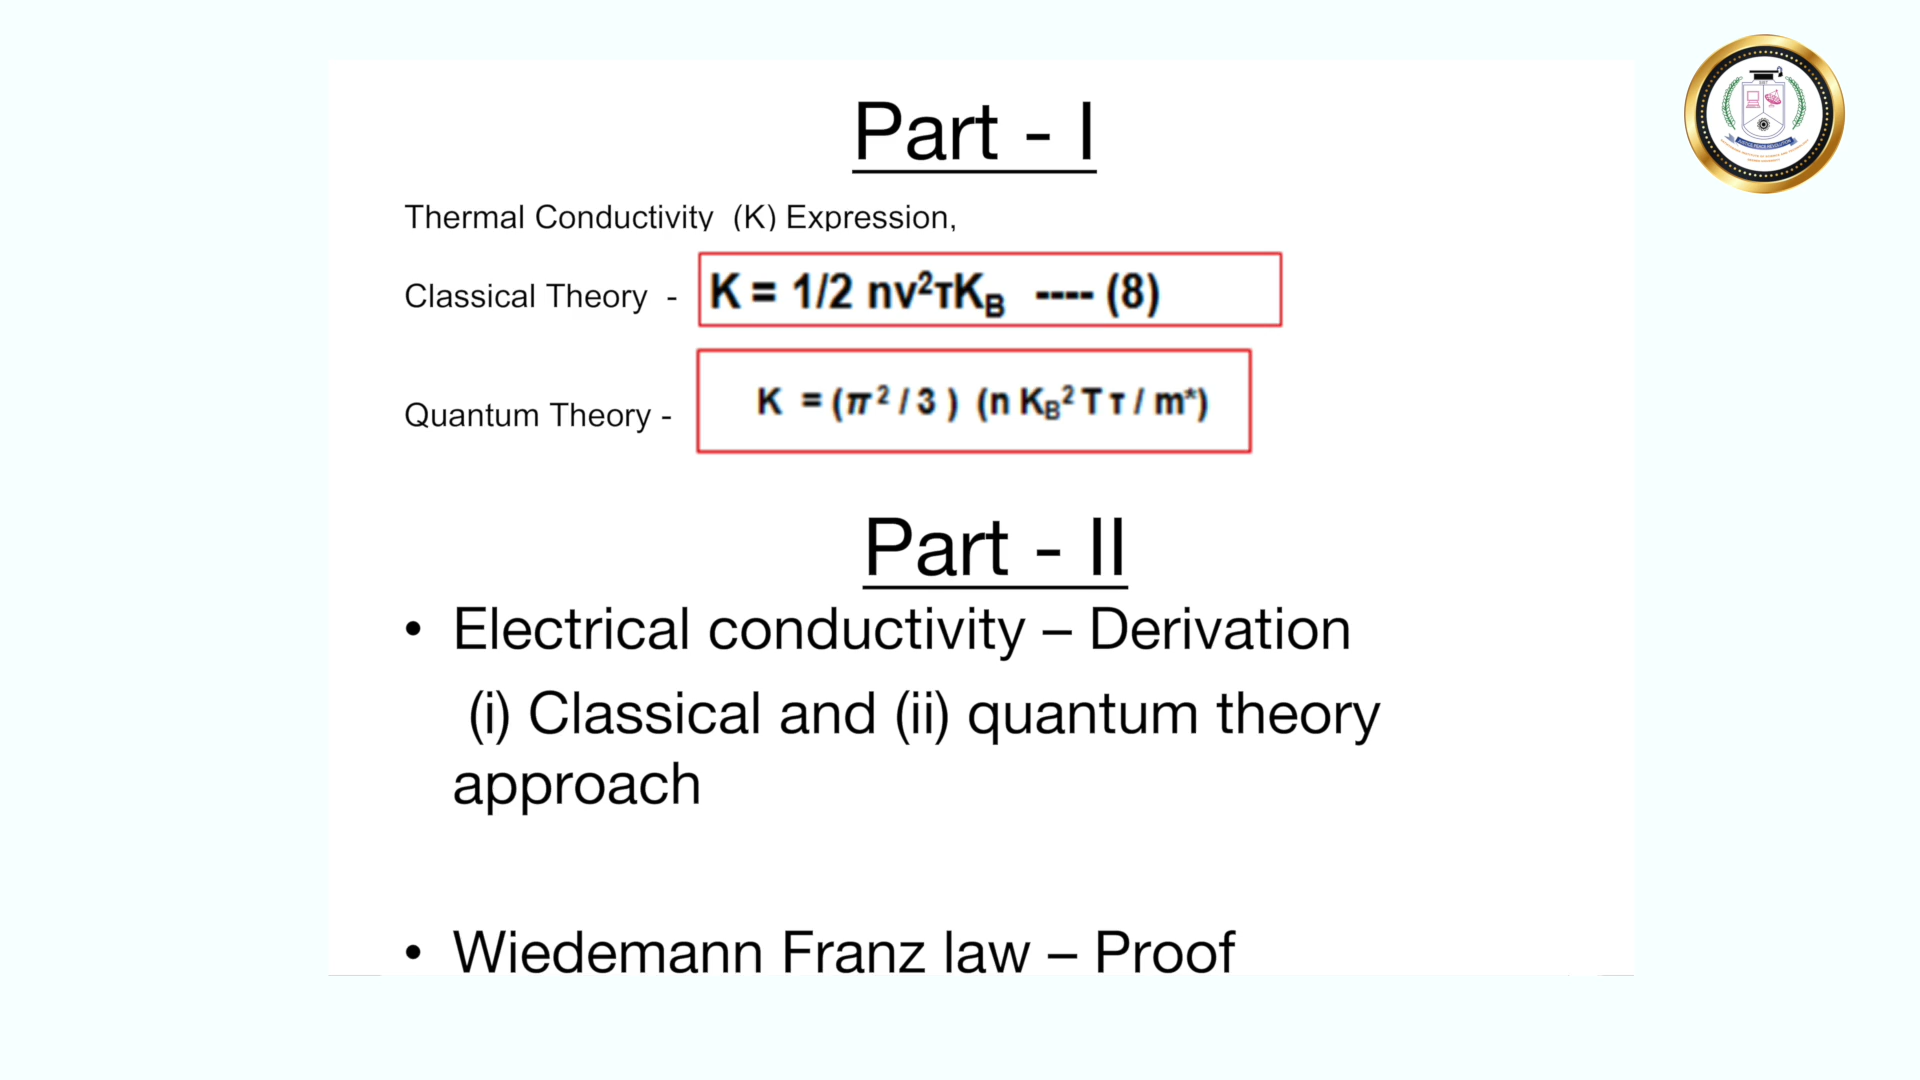 Part - I
Thermal Conductivity (K) Expression,
Classical Theory - K = 1/2 nv²τK_B ---- (8)
Quantum Theory - K = (π² / 3 ) (n K_B² T τ / m*)
Part - II
• Electrical conductivity – Derivation
(i) Classical and (ii) quantum theory
approach
• Wiedemann Franz law – Proof